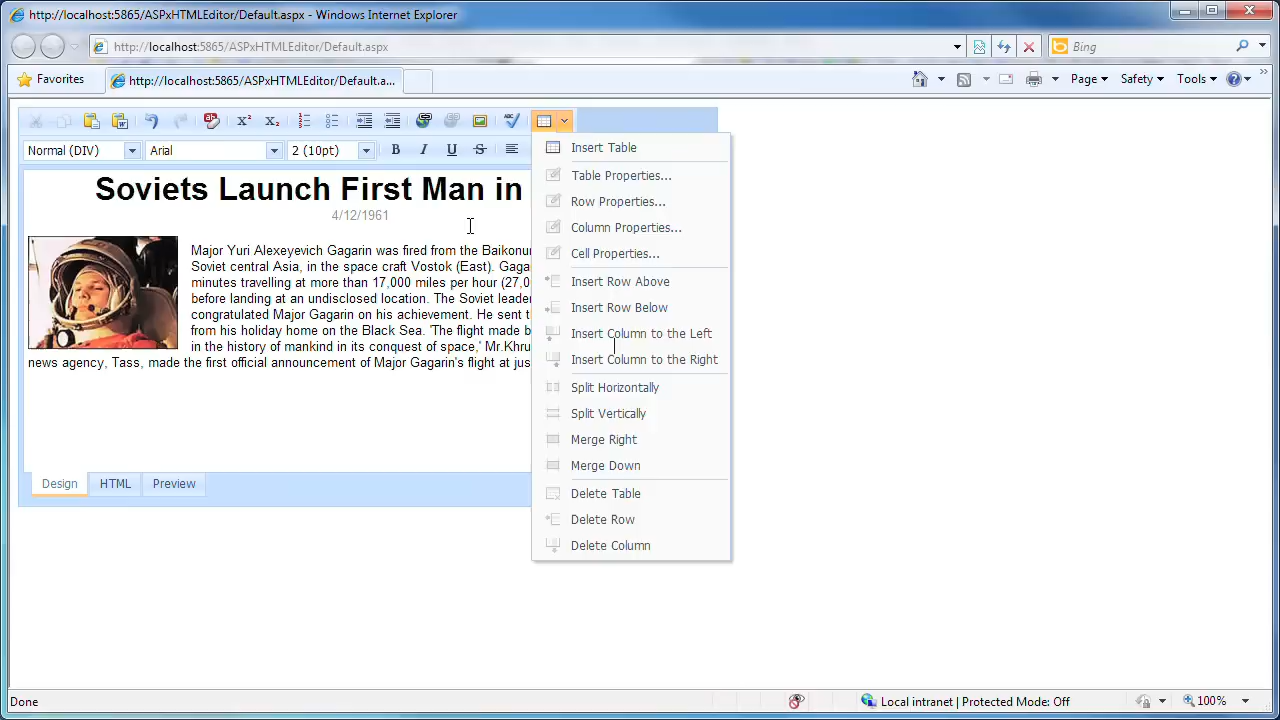 http://localhost:5865/ASPxHTMLEditor/Default.aspx - Windows Internet Explorer
http://localhost:5865/ASPxHTMLEditor/Default.aspx
Bing
Favorites
http://localhost:5865/ASPxHTMLEditor/Default.a...
Page
Safety
Tools
Normal (DIV)
Arial
2 (10pt)
B I U S
Soviets Launch First Man in
4/12/1961
Major Yuri Alexeyevich Gagarin was fired from the Baikonu
Soviet central Asia, in the space craft Vostok (East). Gaga
minutes travelling at more than 17,000 miles per hour (27,0
before landing at an undisclosed location. The Soviet leader
congratulated Major Gagarin on his achievement. He sent t
from his holiday home on the Black Sea. 'The flight made b
in the history of mankind in its conquest of space,' Mr.Khru
news agency, Tass, made the first official announcement of Major Gagarin's flight at jus
Insert Table
Table Properties...
Row Properties...
Column Properties...
Cell Properties...
Insert Row Above
Insert Row Below
Insert Column to the Left
Insert Column to the Right
Split Horizontally
Split Vertically
Merge Right
Merge Down
Delete Table
Delete Row
Delete Column
Design
HTML
Preview
Done
Local intranet | Protected Mode: Off
100%